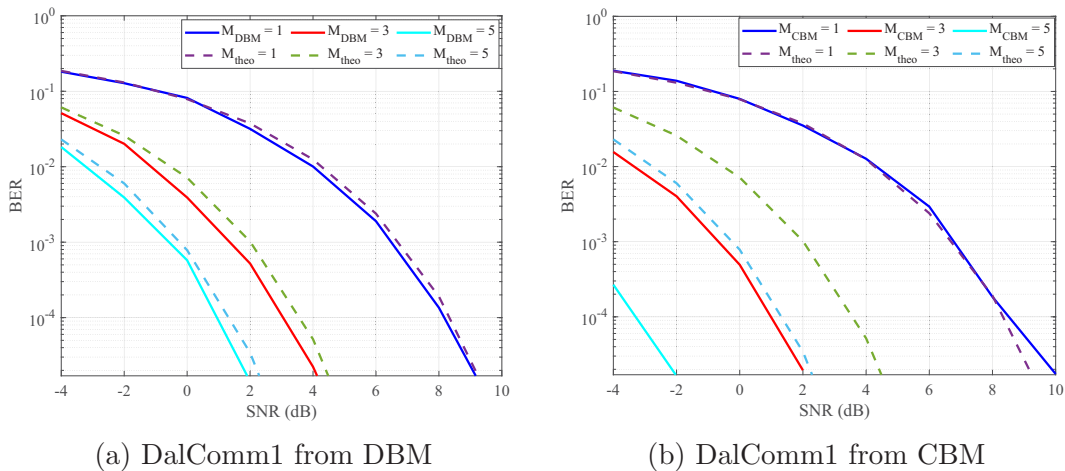 10^0
10^-1
10^-2
10^-3
10^-4
BER
-4 -2 0 2 4 6 8 10
SNR (dB)
M_DBM = 1 M_DBM = 3 M_DBM = 5
M_theo = 1 M_theo = 3 M_theo = 5
(a) DalComm1 from DBM
10^0
10^-1
10^-2
10^-3
10^-4
BER
-4 -2 0 2 4 6 8 10
SNR (dB)
M_CBM = 1 M_CBM = 3 M_CBM = 5
M_theo = 1 M_theo = 3 M_theo = 5
(b) DalComm1 from CBM